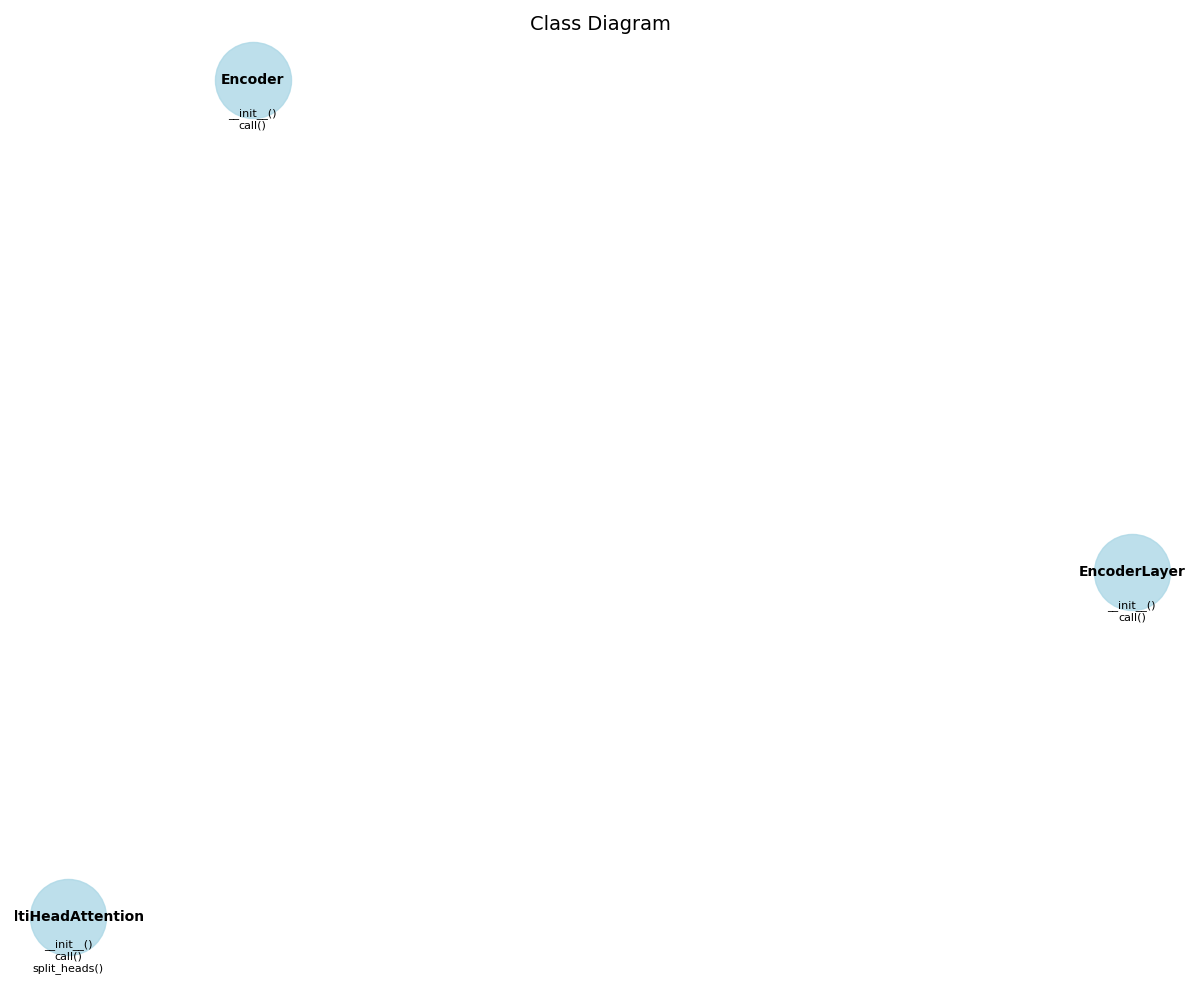 Class Diagram
Encoder
__init__()
call()
EncoderLayer
__init__()
call()
ltiHeadAttention
__init__()
call()
split_heads()